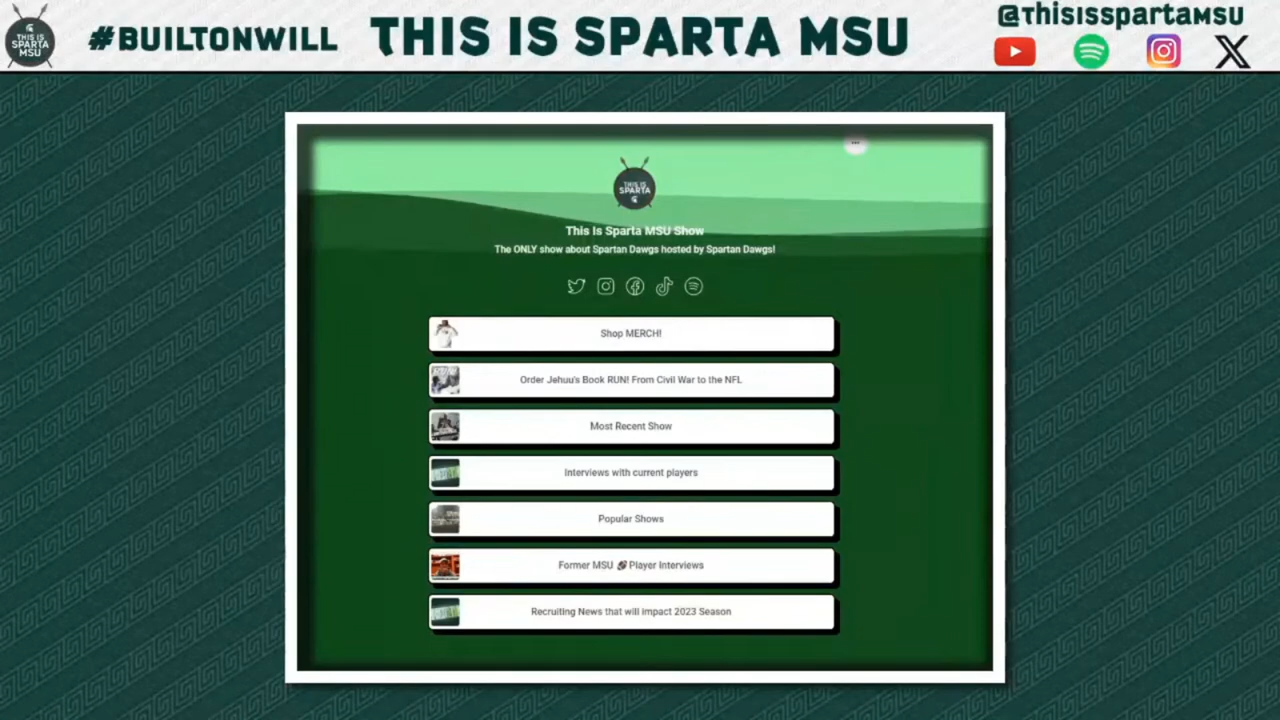 THIS IS
SPARTA
MSU
#BUILTONWILL
THIS IS SPARTA MSU
@thisisspartaMSU
THIS IS
SPARTA
This Is Sparta MSU Show
The ONLY show about Spartan Dawgs hosted by Spartan Dawgs!
Shop MERCH!
Order Jehuu's Book RUN! From Civil War to the NFL
Most Recent Show
Interviews with current players
Popular Shows
Former MSU 🏈Player Interviews
Recruiting News that will impact 2023 Season